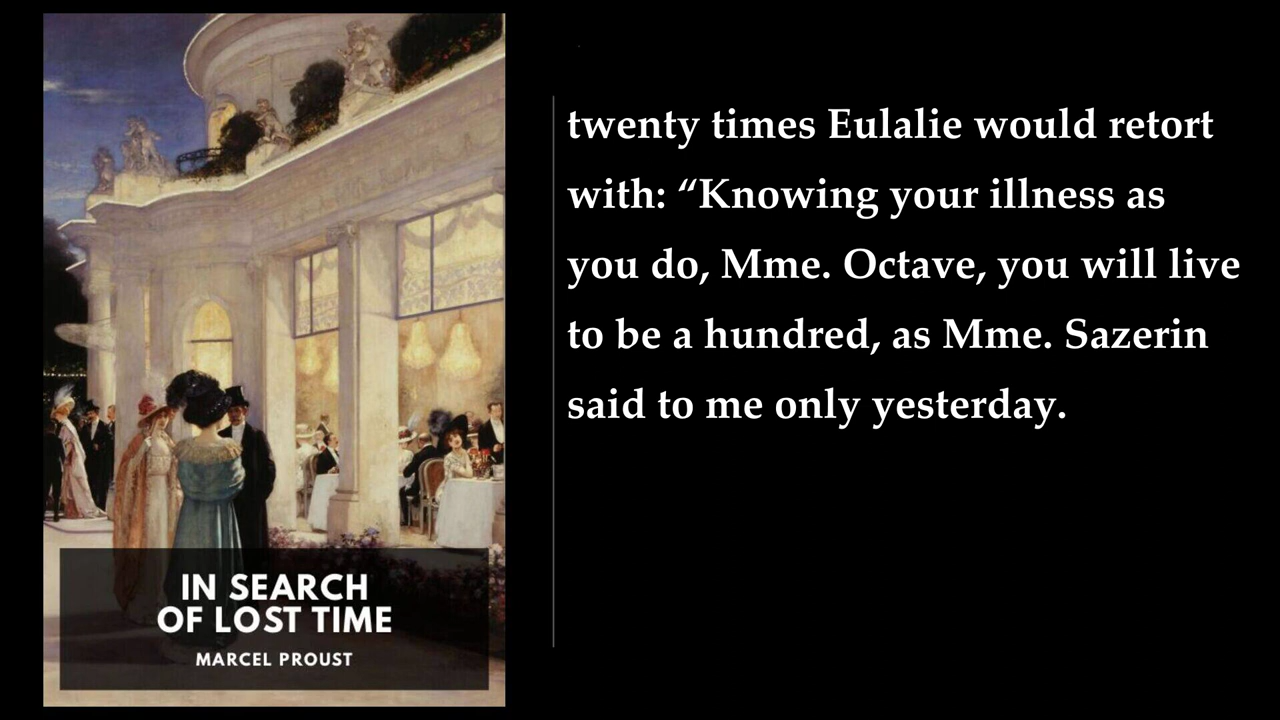 twenty times Eulalie would retort
with: “Knowing your illness as
you do, Mme. Octave, you will live
to be a hundred, as Mme. Sazerin
said to me only yesterday.
IN SEARCH
OF LOST TIME
MARCEL PROUST